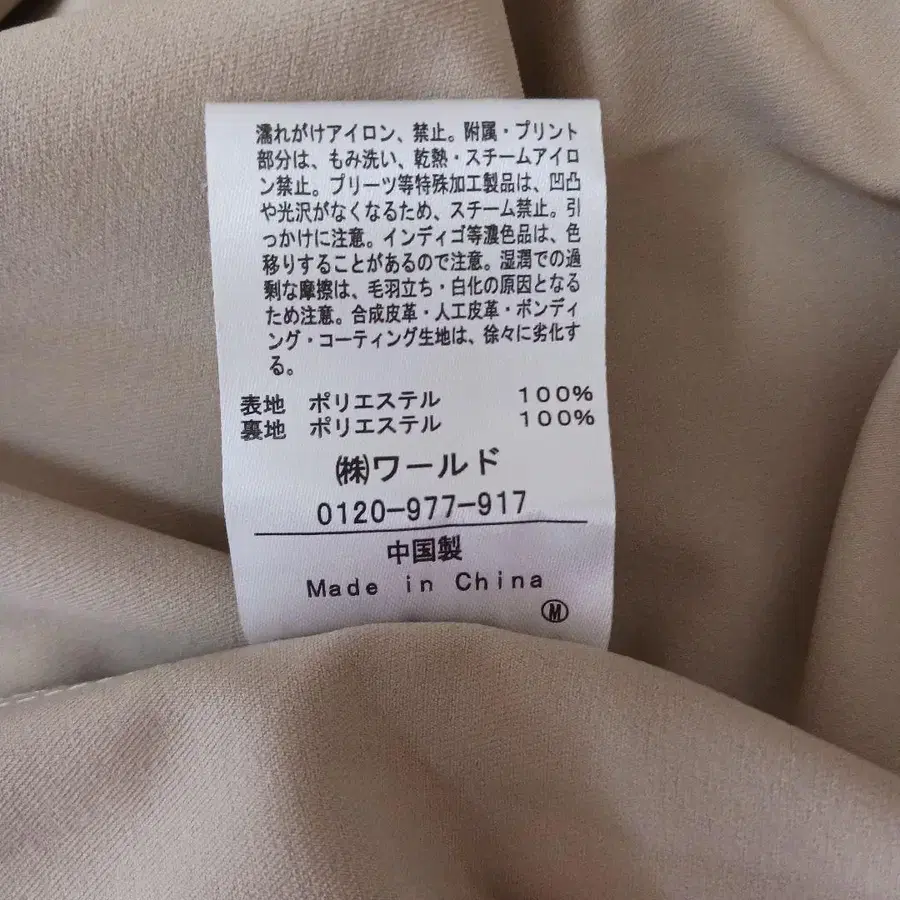 濡れがけアイロン、禁止。附属・プリント
部分は、もみ洗い、乾熱・スチームアイロ
ン禁止。プリーツ等特殊加工製品は、凹凸
や光沢がなくなるため、スチーム禁止。引
っかけに注意。インディゴ等濃色品は、色
移りすることがあるので注意。湿潤での過
剰な摩擦は、毛羽立ち・白化の原因となる
ため注意。合成皮革・人工皮革・ボンディ
ング・コーティング生地は、徐々に劣化す
る。
表地 ポリエステル 100%
裏地 ポリエステル 100%
㈱ワールド
0120-977-917
中国製
Made in China
Ⓜ